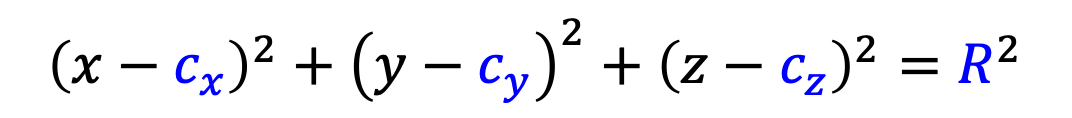 (x − c_x)² + (y − c_y)² + (z − c_z)² = R²